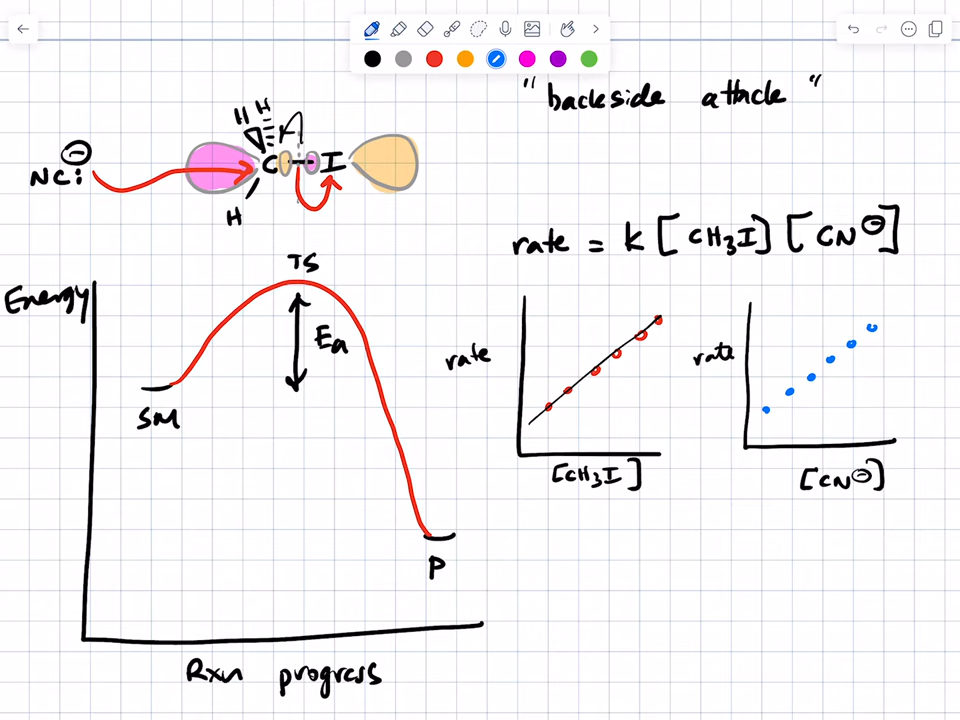 "backside attack"
H H
NC:⊖ C–I
H
rate = k[CH₃I][CN⊖]
TS
Energy
Ea
rate
rate
SM
[CH₃I]
[CN⊖]
P
Rxn progress